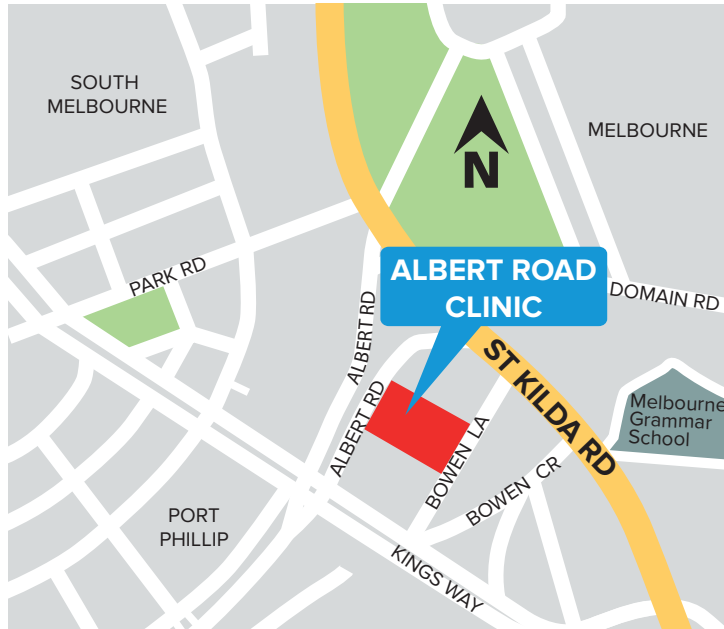 SOUTH
MELBOURNE
MELBOURNE
N
PARK RD
ALBERT ROAD
CLINIC
DOMAIN RD
ALBERT RD
ST KILDA RD
ALBERT RD
Melbourne
Grammar
School
BOWEN LA
BOWEN CR
PORT
PHILLIP
KINGS WAY